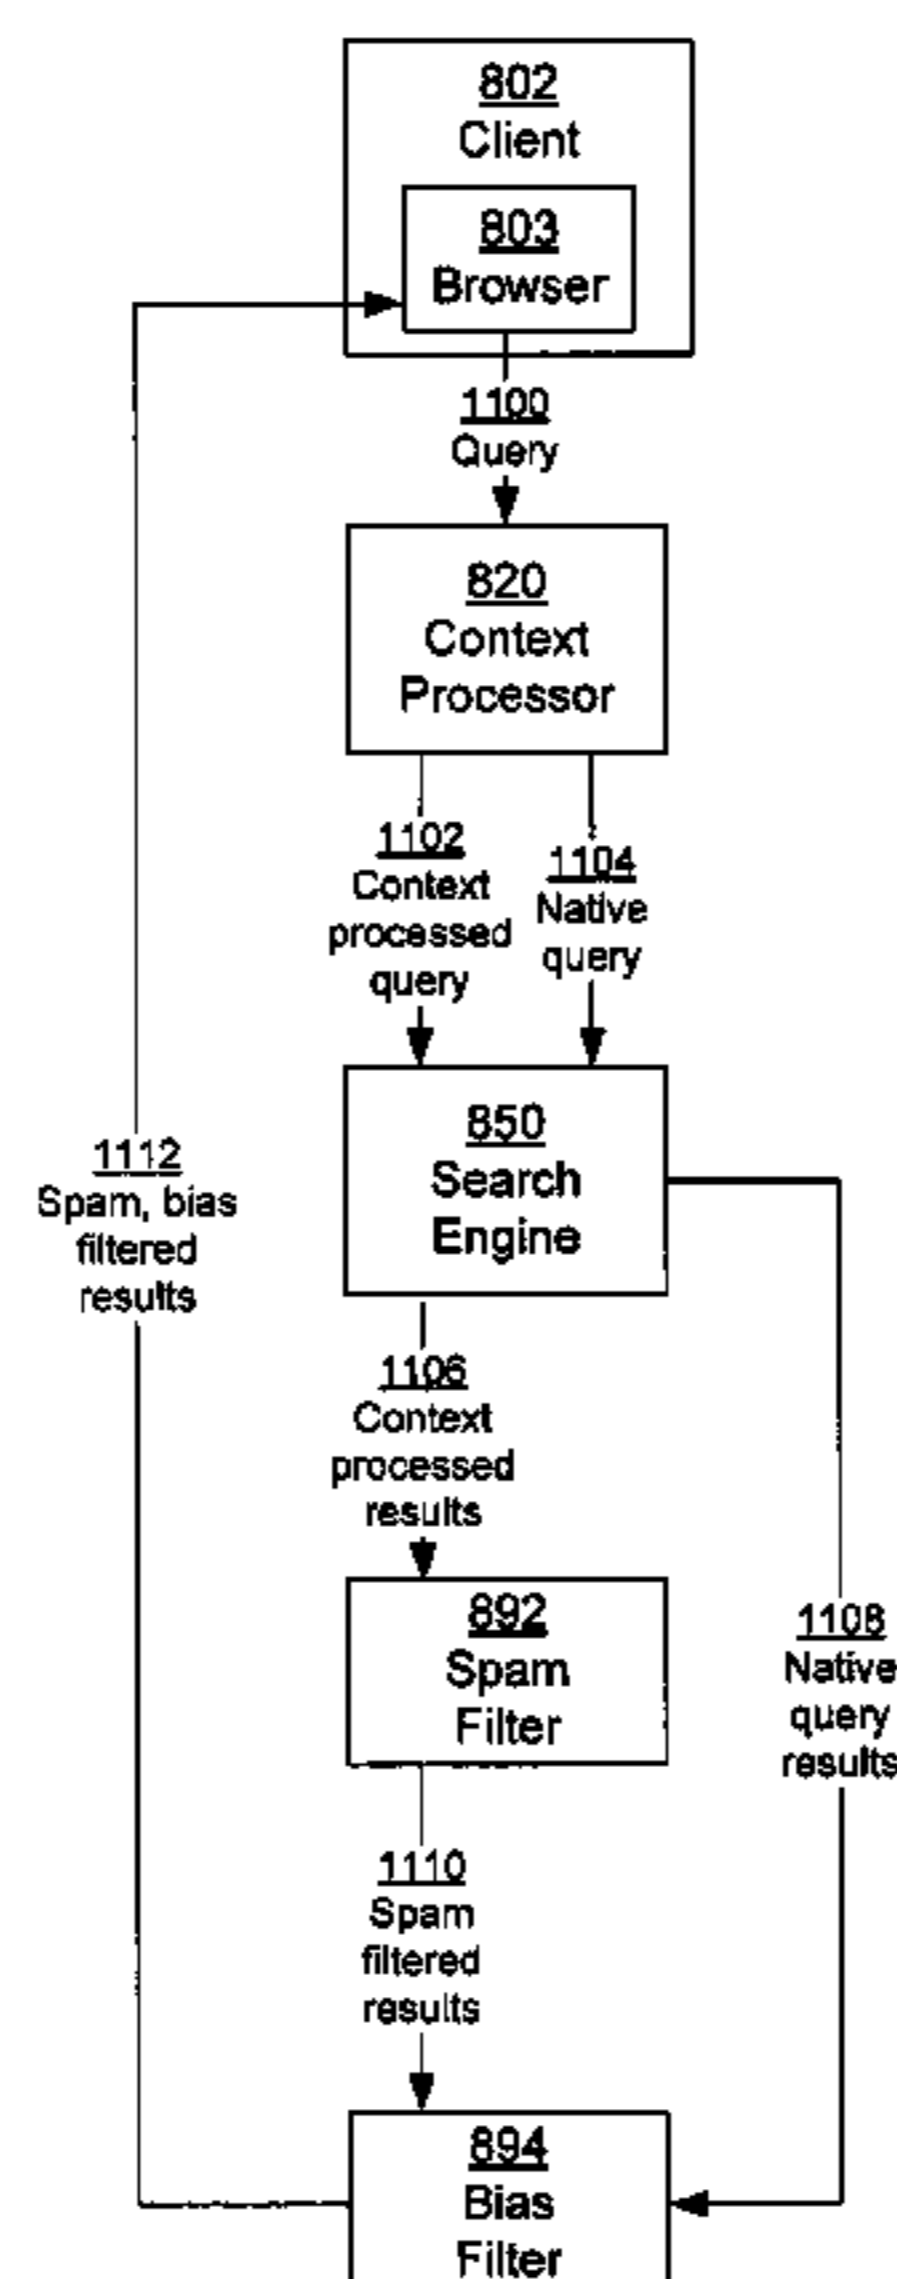 802
Client
803
Browser
1100
Query
820
Context
Processor
1102
Context
processed
query
1104
Native
query
850
Search
Engine
1112
Spam, bias
filtered
results
1106
Context
processed
results
892
Spam
Filter
1108
Native
query
results
1110
Spam
filtered
results
894
Bias
Filter